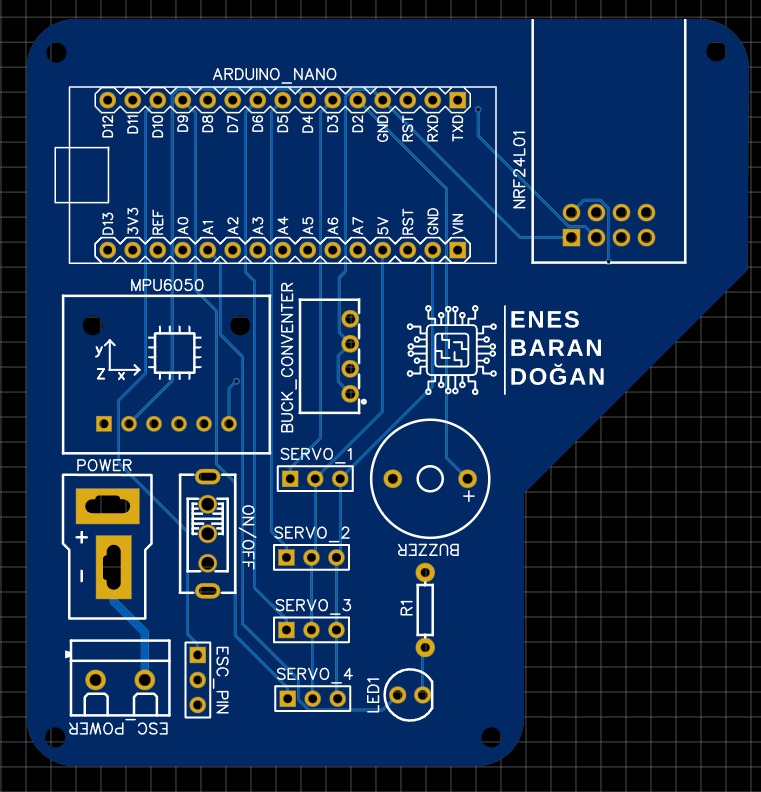 ARDUINO_NANO
D12 D11 D10 D9 D8 D7 D6 D5 D4 D3 D2 GND RST RXD TXD
NRF24L01
D13 3V3 REF A0 A1 A2 A3 A4 A5 A6 A7 5V RST GND VIN
MPU6050
BUCK_CONVENTER
y
Z x
ENES
BARAN
DOĞAN
SERVO_1
POWER
+
+
-
ON/OFF
SERVO_2
BUZZER
SERVO_3
R1
ESC_PIN
SERVO_4
LED1
ESC_POWER